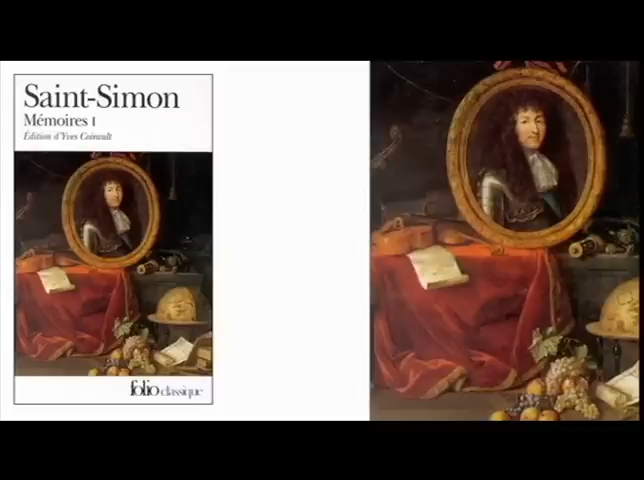 Saint-Simon
Mémoires I
Édition d'Yves Coirault
folio classique